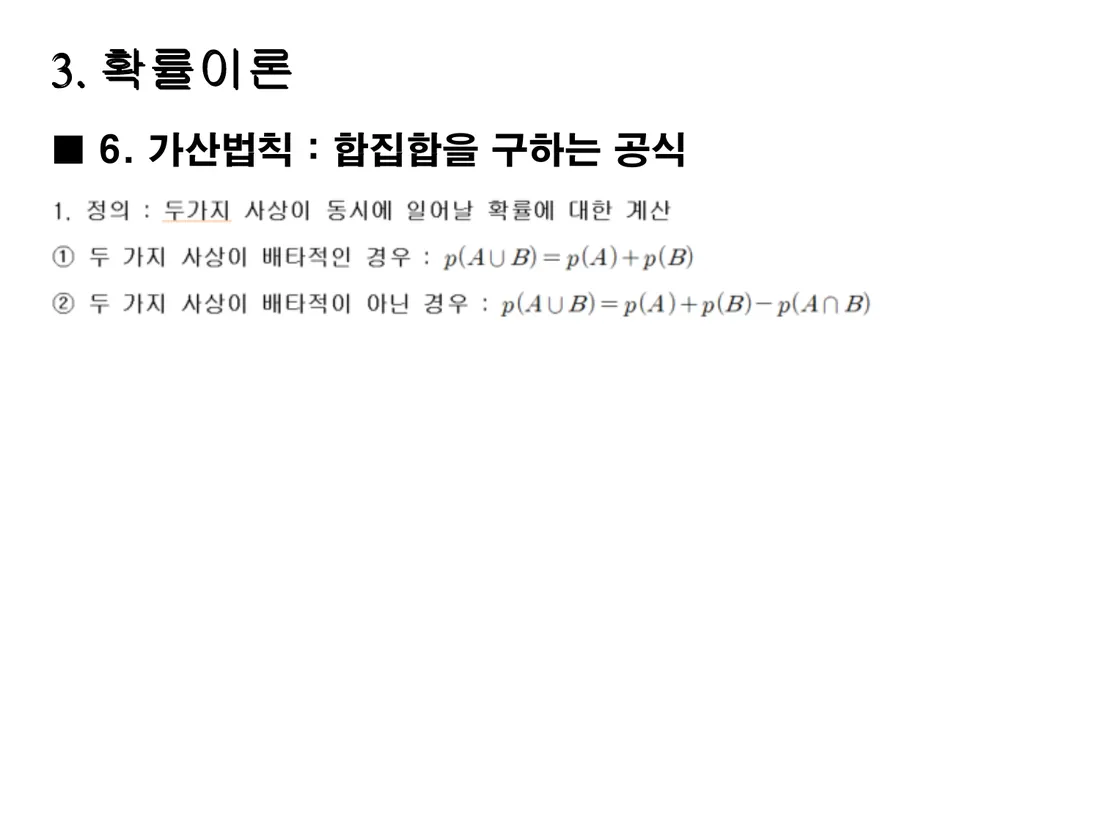 3. 확률이론
■ 6. 가산법칙 : 합집합을 구하는 공식
1. 정의 : 두가지 사상이 동시에 일어날 확률에 대한 계산
① 두 가지 사상이 배타적인 경우 : p(A∪B)=p(A)+p(B)
② 두 가지 사상이 배타적이 아닌 경우 : p(A∪B)=p(A)+p(B)−p(A∩B)